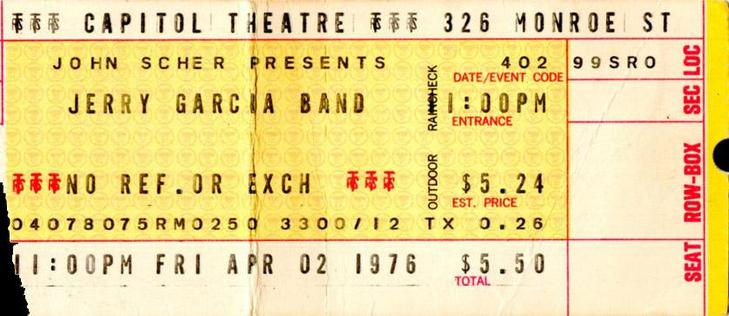 CAPITOL THEATRE 326 MONROE ST
JOHN SCHER PRESENTS 402 99SRO
DATE/EVENT CODE
JERRY GARCIA BAND 1:00PM
ENTRANCE
NO REF.OR EXCH $5.24
EST. PRICE
04078075RM0250 3300/12 TX 0.26
11:00PM FRI APR 02 1976 $5.50
TOTAL
OUTDOOR RAINCHECK
SEAT ROW-BOX SEC LOC